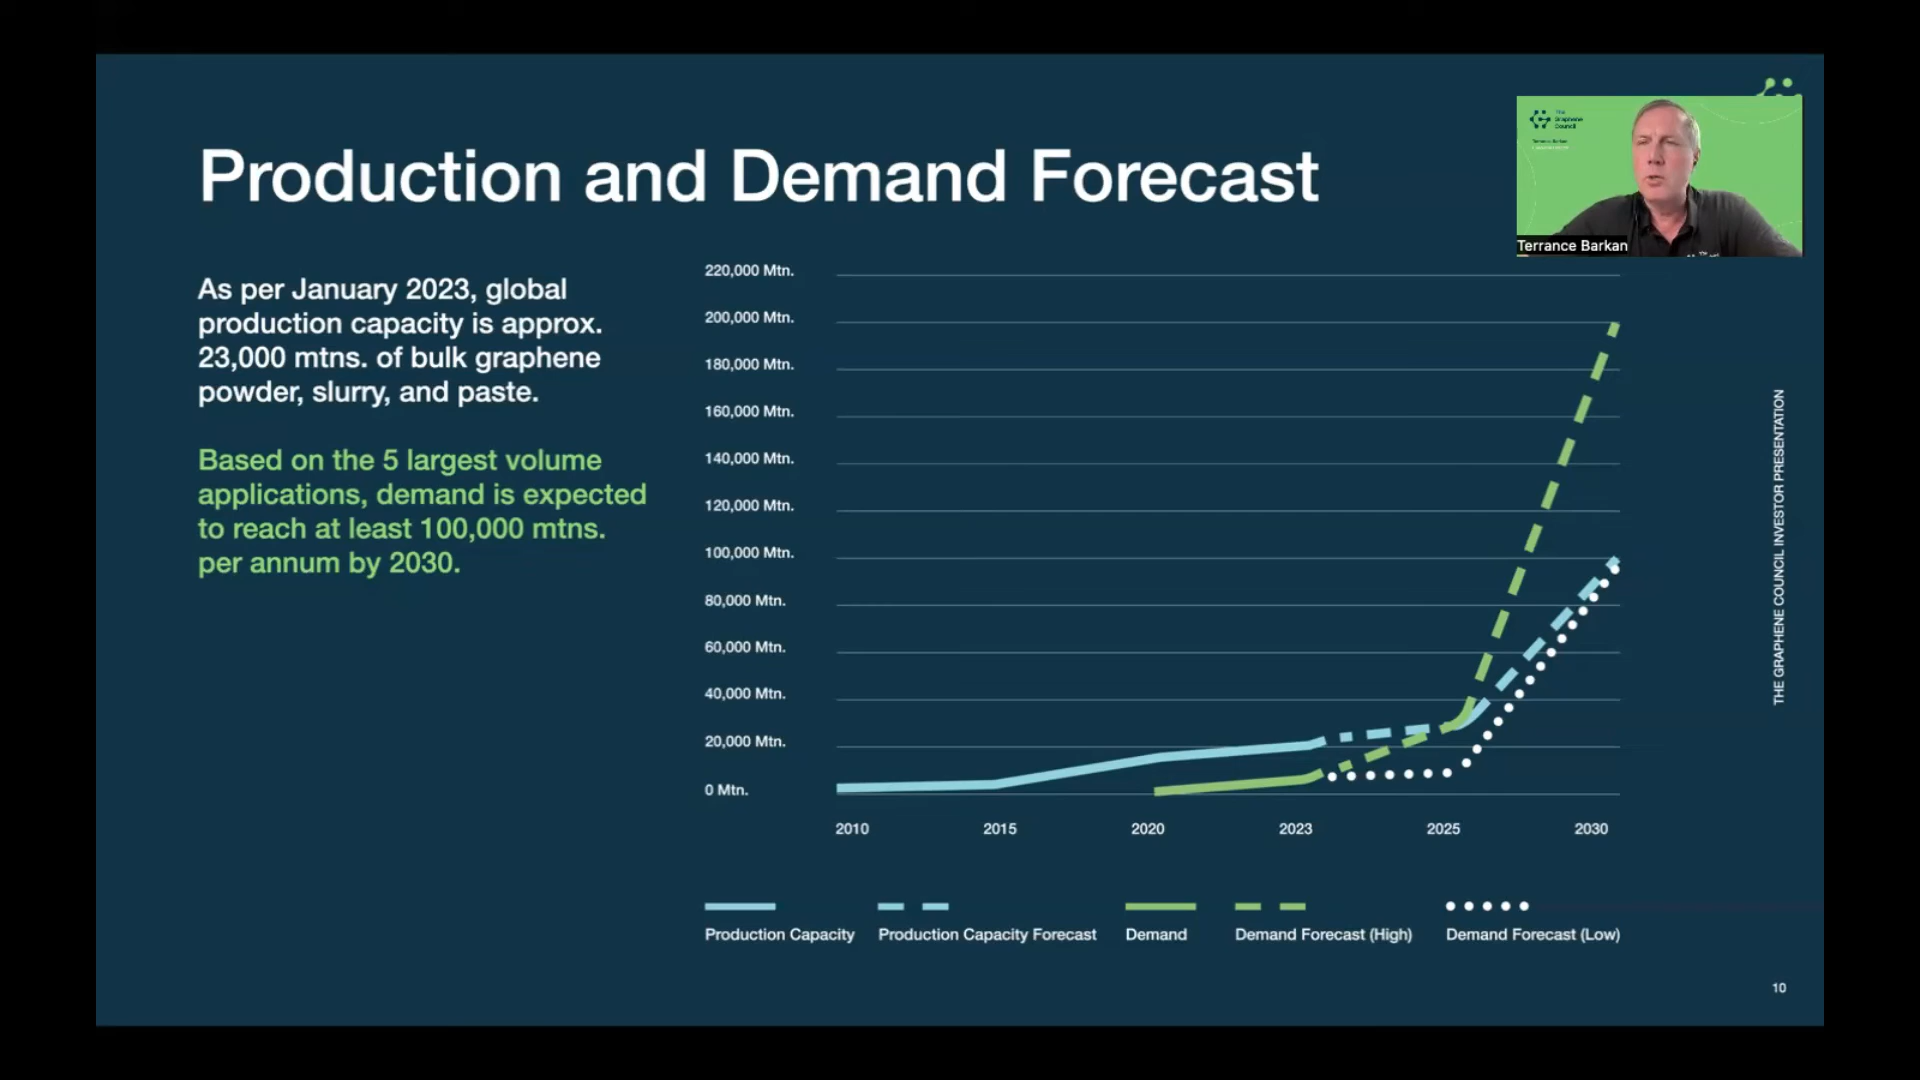 Production and Demand Forecast
The
Graphene
Council
Terrance Barkan
Terrance Barkan
As per January 2023, global
production capacity is approx.
23,000 mtns. of bulk graphene
powder, slurry, and paste.
Based on the 5 largest volume
applications, demand is expected
to reach at least 100,000 mtns.
per annum by 2030.
220,000 Mtn.
200,000 Mtn.
180,000 Mtn.
160,000 Mtn.
140,000 Mtn.
120,000 Mtn.
100,000 Mtn.
80,000 Mtn.
60,000 Mtn.
40,000 Mtn.
20,000 Mtn.
0 Mtn.
2010 2015 2020 2023 2025 2030
Production Capacity Production Capacity Forecast Demand Demand Forecast (High) Demand Forecast (Low)
THE GRAPHENE COUNCIL INVESTOR PRESENTATION
10